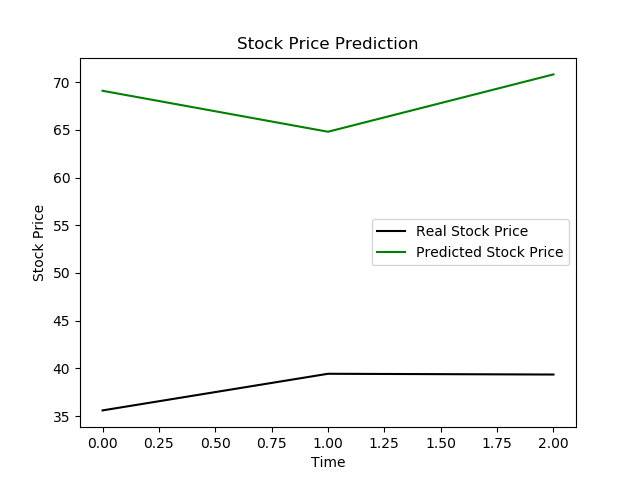 Stock Price Prediction
70
65
60
55
50
45
40
35
Stock Price
Real Stock Price
Predicted Stock Price
0.00 0.25 0.50 0.75 1.00 1.25 1.50 1.75 2.00
Time